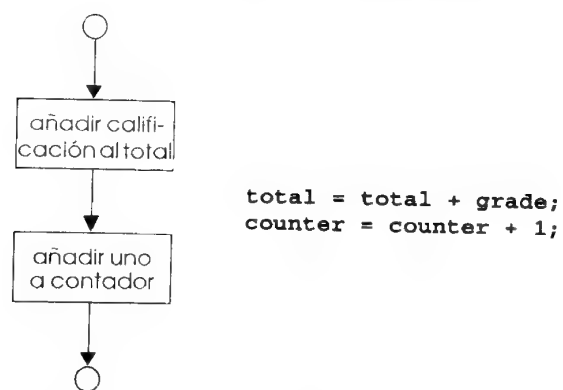 añadir califi-
cación al total
total = total + grade;
counter = counter + 1;
añadir uno
a contador